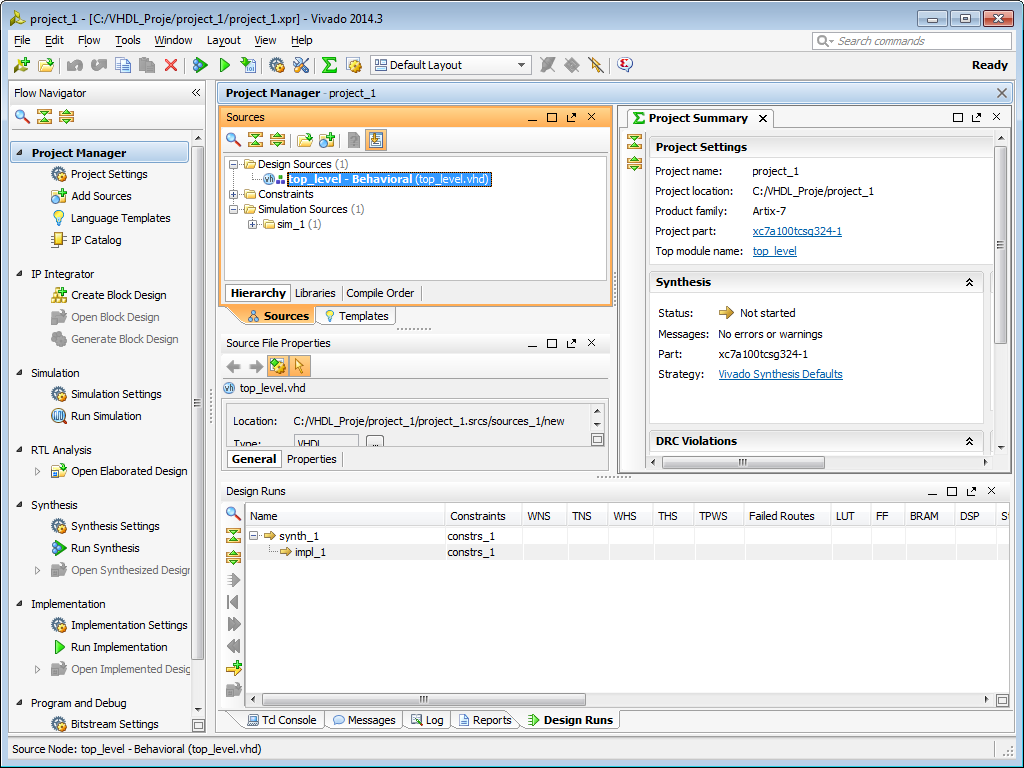 project_1 - [C:/VHDL_Proje/project_1/project_1.xpr] - Vivado 2014.3
File Edit Flow Tools Window Layout View Help
Search commands
Default Layout
Ready
Flow Navigator
Project Manager
Project Settings
Add Sources
Language Templates
IP Catalog
IP Integrator
Create Block Design
Open Block Design
Generate Block Design
Simulation
Simulation Settings
Run Simulation
RTL Analysis
Open Elaborated Design
Synthesis
Synthesis Settings
Run Synthesis
Open Synthesized Design
Implementation
Implementation Settings
Run Implementation
Open Implemented Desig
Program and Debug
Bitstream Settings
Project Manager - project_1
Sources
Design Sources (1)
top_level - Behavioral (top_level.vhd)
Constraints
Simulation Sources (1)
sim_1 (1)
Hierarchy Libraries Compile Order
Sources Templates
Source File Properties
top_level.vhd
Location: C:/VHDL_Proje/project_1/project_1.srcs/sources_1/new
Type: VHDL ...
General Properties
Project Summary
Project Settings
Project name: project_1
Project location: C:/VHDL_Proje/project_1
Product family: Artix-7
Project part: xc7a100tcsg324-1
Top module name: top_level
Synthesis
Status: Not started
Messages: No errors or warnings
Part: xc7a100tcsg324-1
Strategy: Vivado Synthesis Defaults
DRC Violations
Design Runs
Name Constraints WNS TNS WHS THS TPWS Failed Routes LUT FF BRAM DSP St
synth_1 constrs_1
impl_1 constrs_1
Tcl Console Messages Log Reports Design Runs
Source Node: top_level - Behavioral (top_level.vhd)